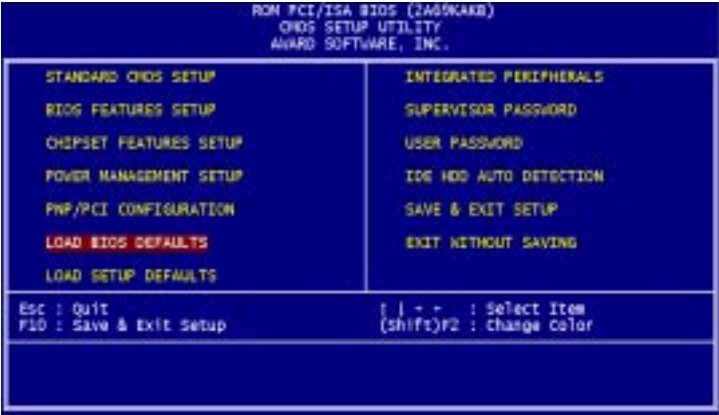 ROM PCI/ISA BIOS (2A69KAKB)
CMOS SETUP UTILITY
AWARD SOFTWARE, INC.
STANDARD CMOS SETUP
BIOS FEATURES SETUP
CHIPSET FEATURES SETUP
POWER MANAGEMENT SETUP
PNP/PCI CONFIGURATION
LOAD BIOS DEFAULTS
LOAD SETUP DEFAULTS
INTEGRATED PERIPHERALS
SUPERVISOR PASSWORD
USER PASSWORD
IDE HDD AUTO DETECTION
SAVE & EXIT SETUP
EXIT WITHOUT SAVING
Esc : Quit
F10 : Save & Exit Setup
↑ ↓ → ← : Select Item
(Shift)F2 : Change Color